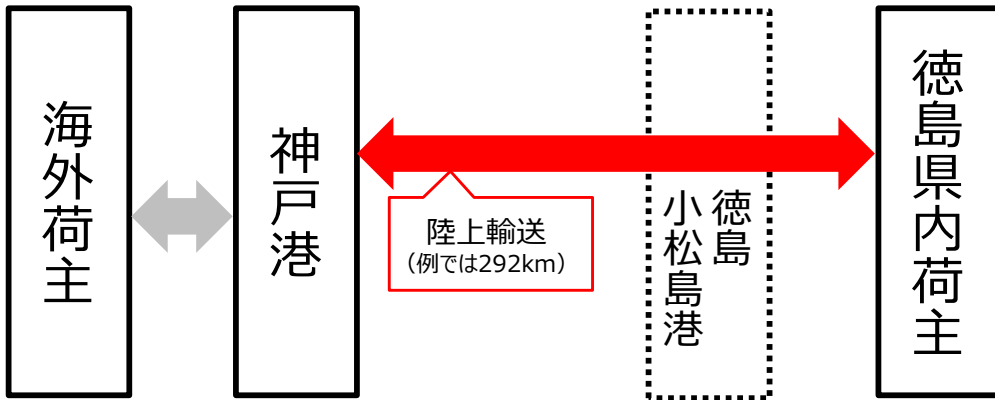 海外荷主
神戸港
陸上輸送
（例では292km）
徳島
小松島港
徳島県内荷主